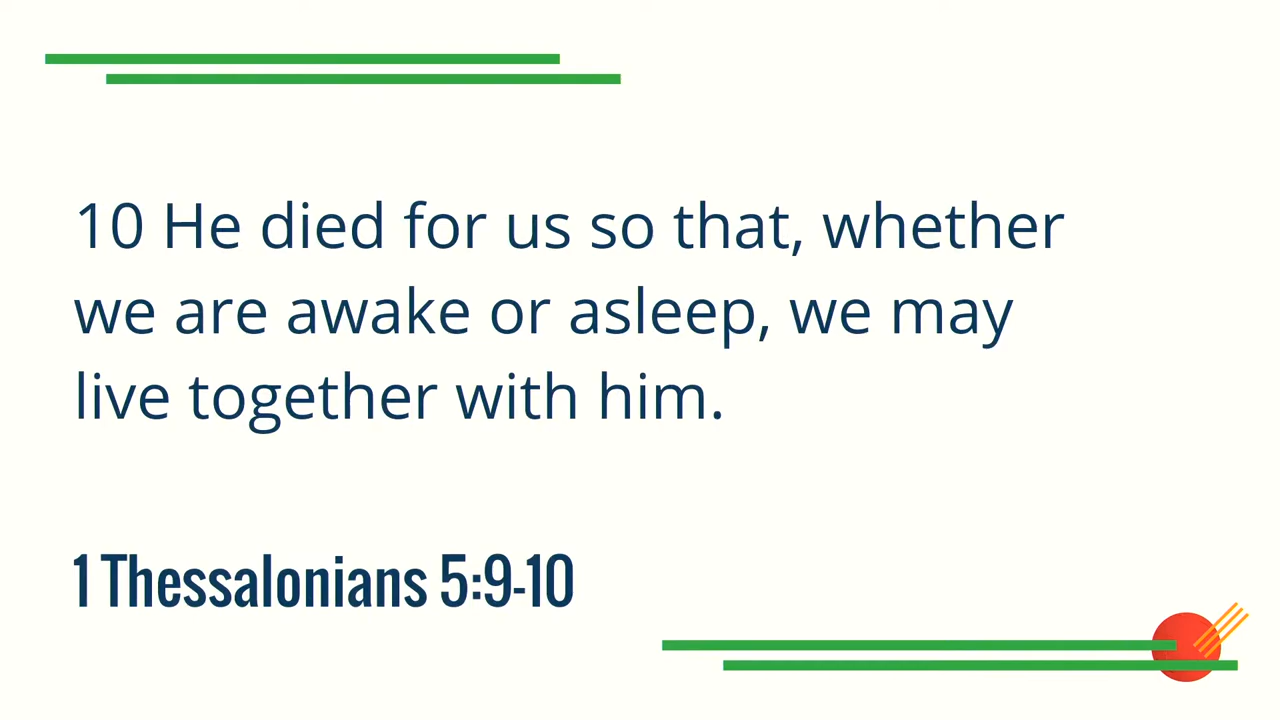 10 He died for us so that, whether
we are awake or asleep, we may
live together with him.
1 Thessalonians 5:9-10